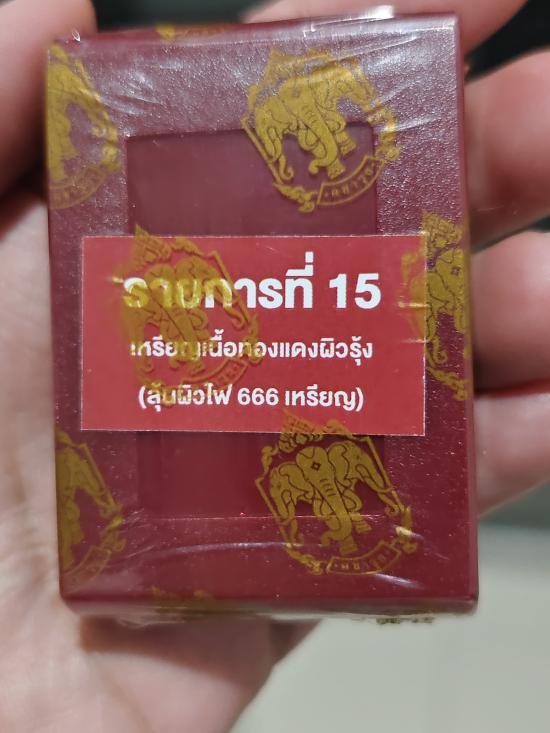 รายการที่ 15
เหรียญเนื้อทองแดงผิวรุ้ง
(ลุ้นผิวไฟ 666 เหรียญ)